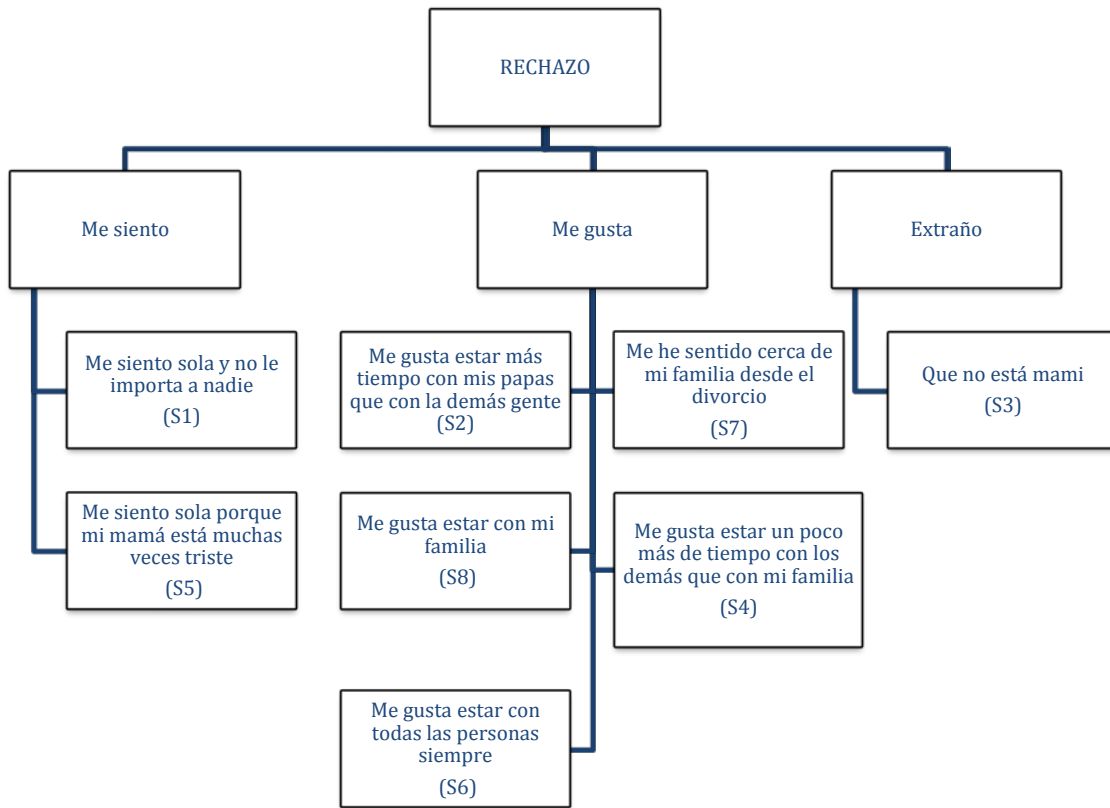 RECHAZO
Me siento
Me gusta
Extraño
Me siento sola y no le
importa a nadie
(S1)
Me gusta estar más
tiempo con mis papas
que con la demás gente
(S2)
Me he sentido cerca de
mi familia desde el
divorcio
(S7)
Que no está mami
(S3)
Me siento sola porque
mi mamá está muchas
veces triste
(S5)
Me gusta estar con mi
familia
(S8)
Me gusta estar un poco
más de tiempo con los
demás que con mi familia
(S4)
Me gusta estar con
todas las personas
siempre
(S6)